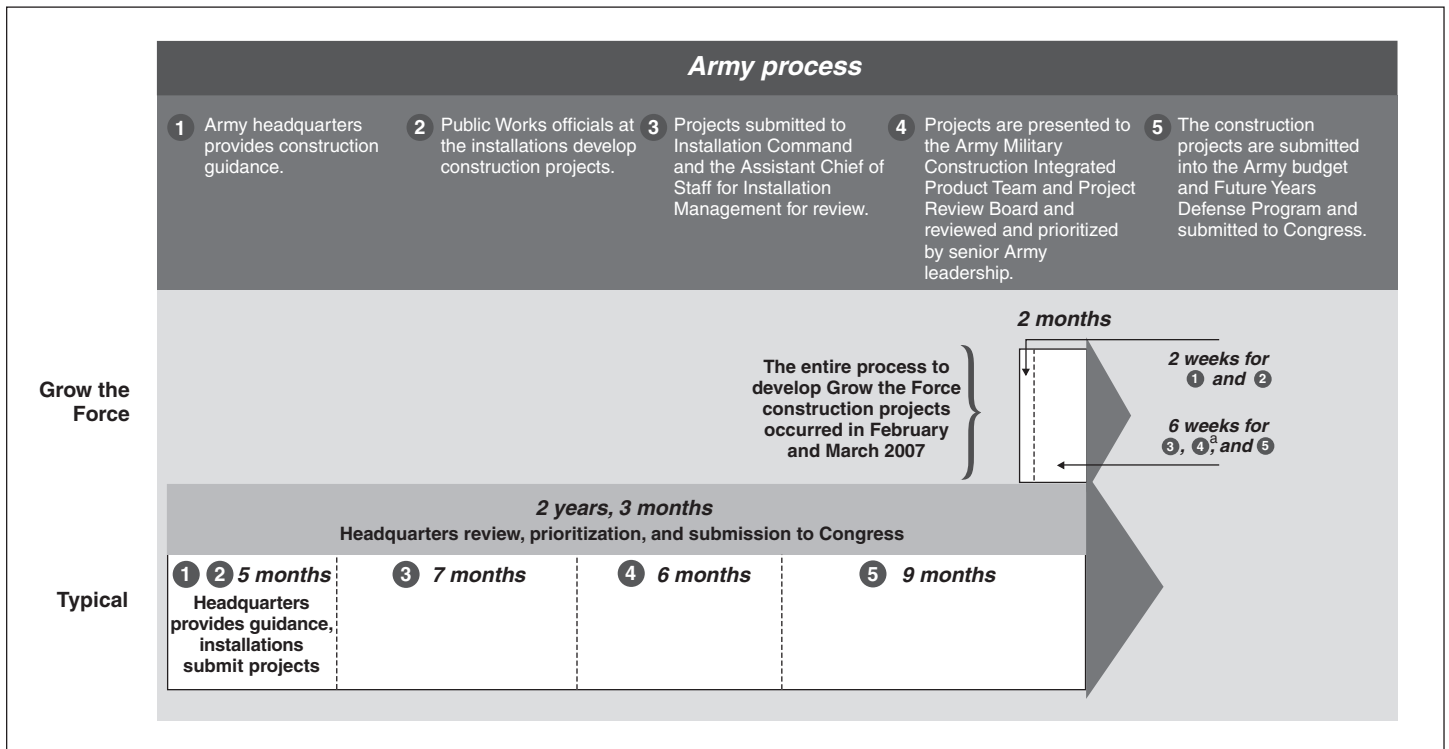 Army process
1 Army headquarters
provides construction
guidance.
2 Public Works officials at
the installations develop
construction projects.
3 Projects submitted to
Installation Command
and the Assistant Chief of
Staff for Installation
Management for review.
4 Projects are presented to
the Army Military
Construction Integrated
Product Team and Project
Review Board and
reviewed and prioritized
by senior Army
leadership.
5 The construction
projects are submitted
into the Army budget
and Future Years
Defense Program and
submitted to Congress.
Grow the
Force
The entire process to
develop Grow the Force
construction projects
occurred in February
and March 2007
2 months
2 weeks for
1 and 2
6 weeks for
3, 4,a and 5
2 years, 3 months
Headquarters review, prioritization, and submission to Congress
Typical
1 2 5 months
Headquarters
provides guidance,
installations
submit projects
3 7 months
4 6 months
5 9 months